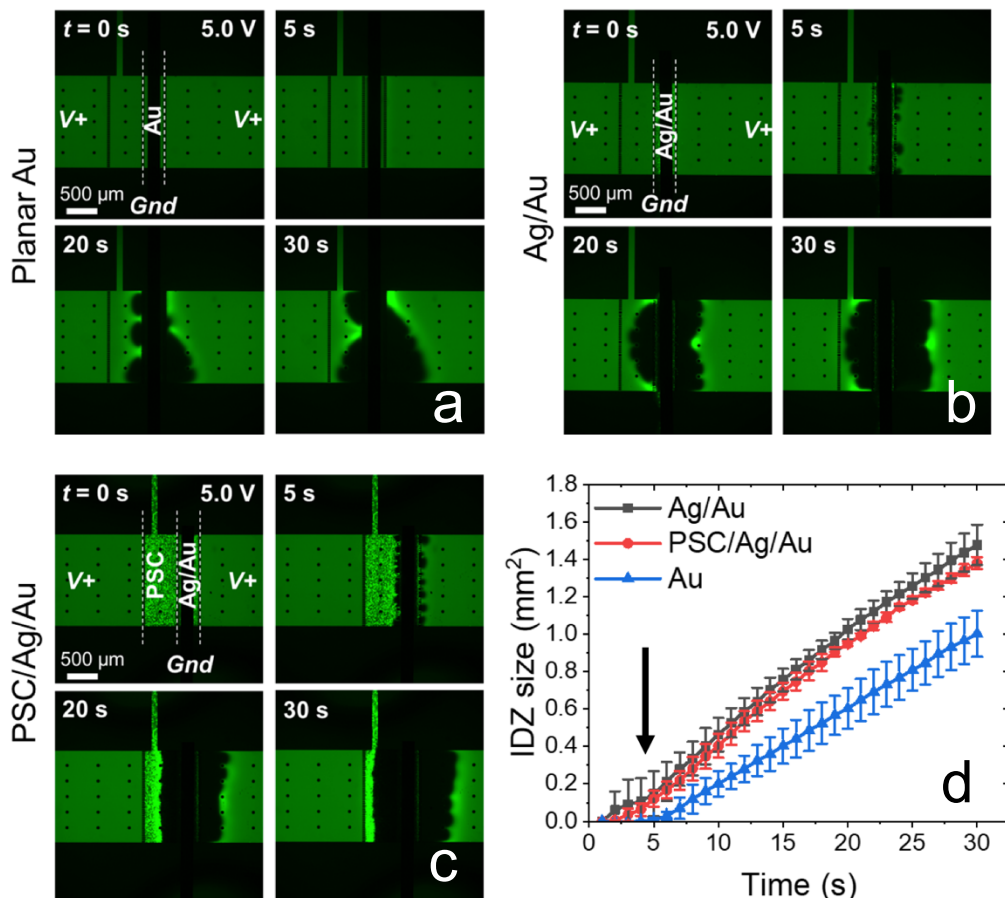 Planar Au
t = 0 s 5.0 V
V+ Au V+
500 µm
Gnd
5 s
20 s
30 s
a
Ag/Au
t = 0 s 5.0 V
V+ Ag/Au V+
500 µm
Gnd
5 s
20 s
30 s
b
PSC/Ag/Au
t = 0 s 5.0 V
V+ PSC Ag/Au V+
500 µm
Gnd
5 s
20 s
30 s
c
IDZ size (mm²)
1.8
1.6
1.4
1.2
1.0
0.8
0.6
0.4
0.2
0.0
Ag/Au
PSC/Ag/Au
Au
d
0 5 10 15 20 25 30
Time (s)